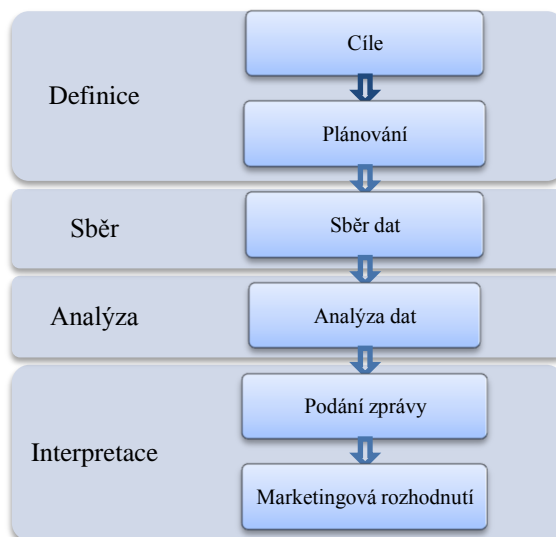 Definice
Cíle
Plánování
Sběr
Sběr dat
Analýza
Analýza dat
Interpretace
Podání zprávy
Marketingová rozhodnutí